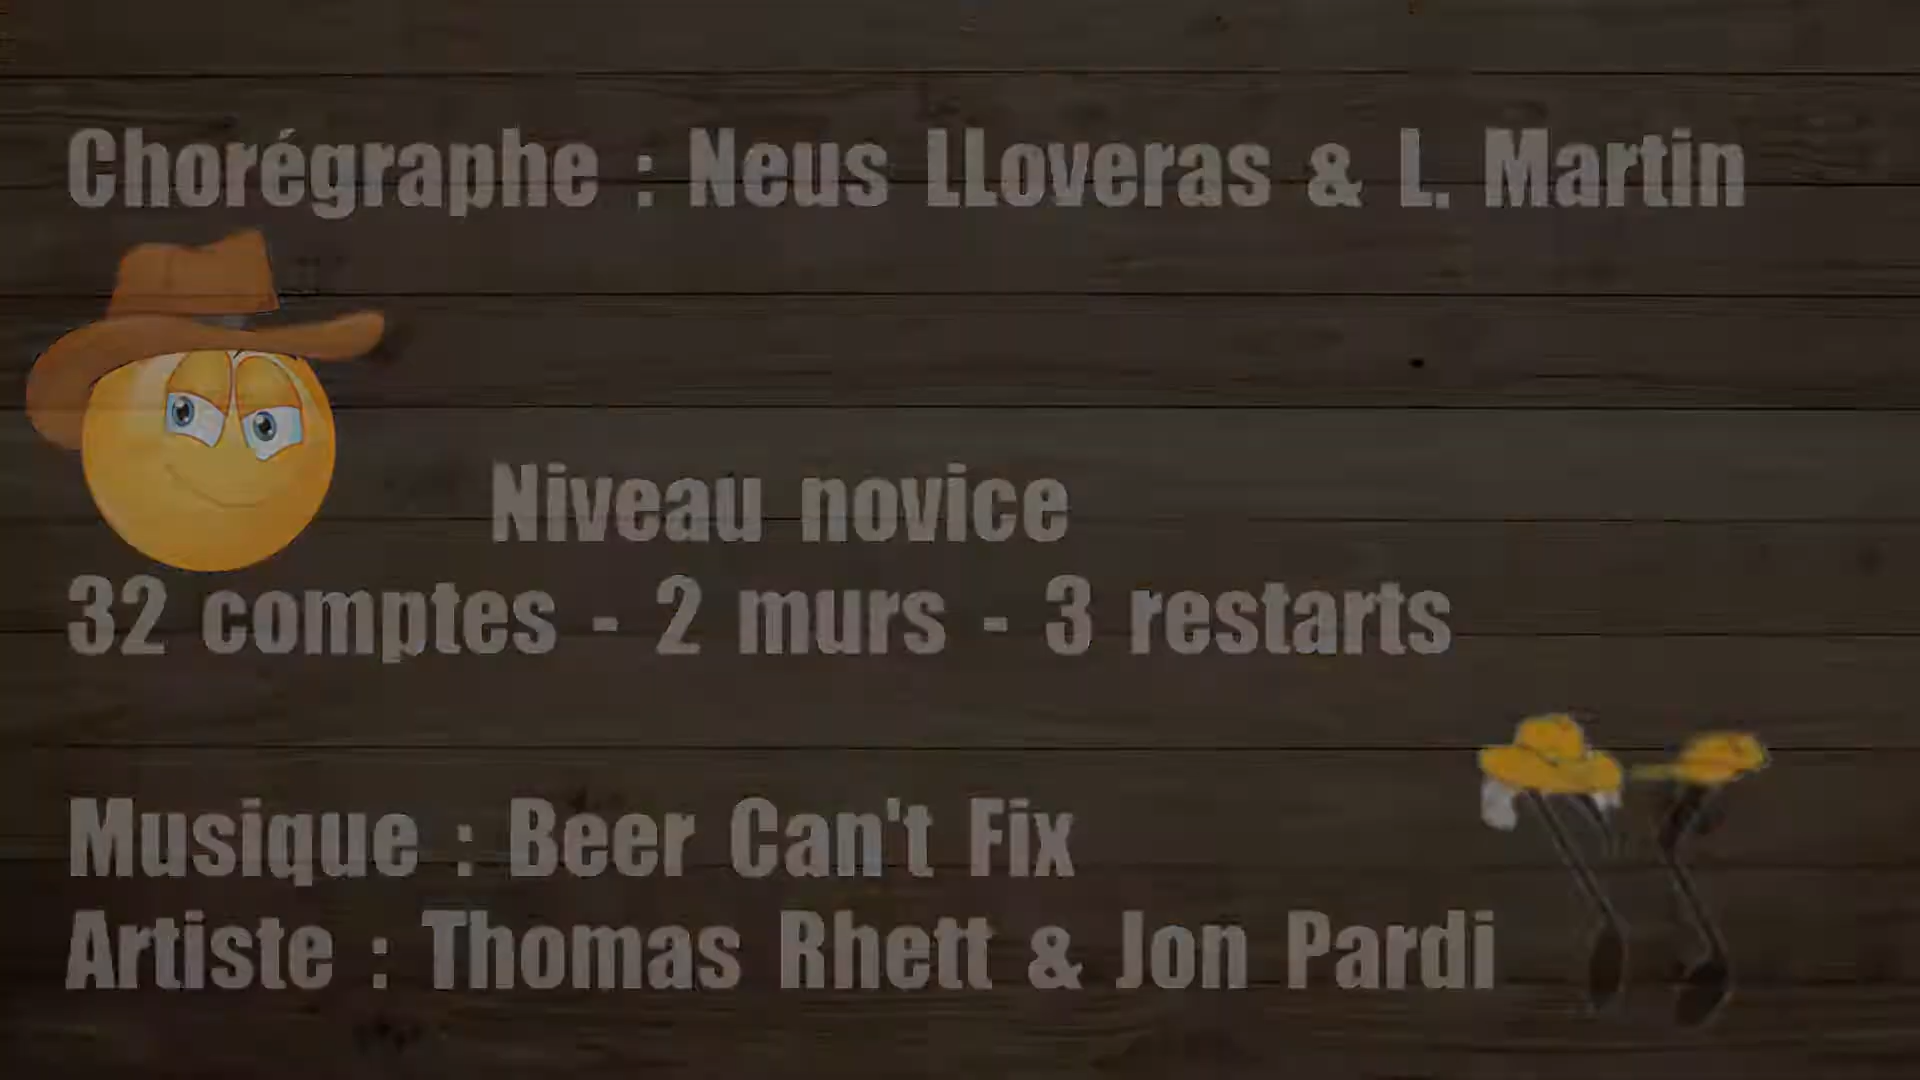 Chorégraphe : Neus LLoveras & L. Martin
Niveau novice
32 comptes - 2 murs - 3 restarts
Musique : Beer Can't Fix
Artiste : Thomas Rhett & Jon Pardi